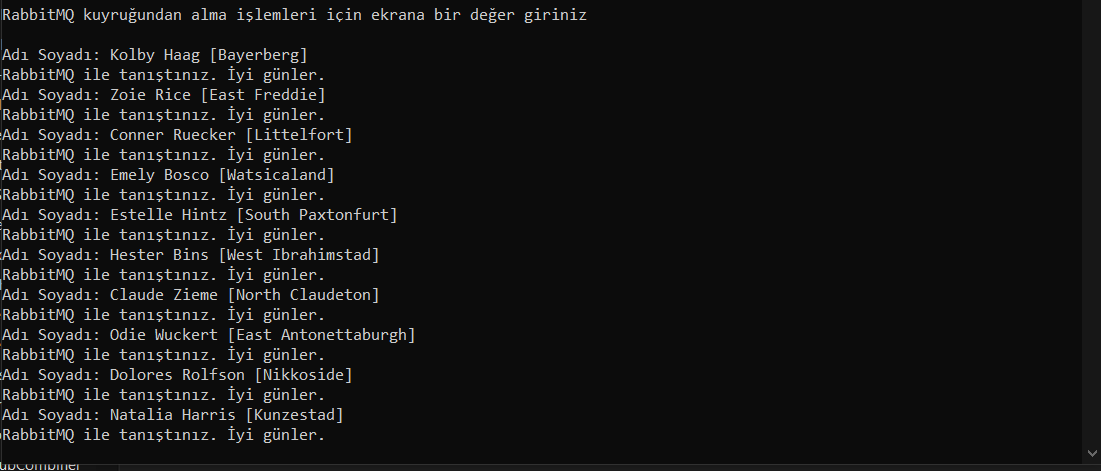 RabbitMQ kuyruğundan alma işlemleri için ekrana bir değer giriniz
Adı Soyadı: Kolby Haag [Bayerberg]
RabbitMQ ile tanıştınız. İyi günler.
Adı Soyadı: Zoie Rice [East Freddie]
RabbitMQ ile tanıştınız. İyi günler.
Adı Soyadı: Conner Ruecker [Littelfort]
RabbitMQ ile tanıştınız. İyi günler.
Adı Soyadı: Emely Bosco [Watsicaland]
RabbitMQ ile tanıştınız. İyi günler.
Adı Soyadı: Estelle Hintz [South Paxtonfurt]
RabbitMQ ile tanıştınız. İyi günler.
Adı Soyadı: Hester Bins [West Ibrahimstad]
RabbitMQ ile tanıştınız. İyi günler.
Adı Soyadı: Claude Zieme [North Claudeton]
RabbitMQ ile tanıştınız. İyi günler.
Adı Soyadı: Odie Wuckert [East Antonettaburgh]
RabbitMQ ile tanıştınız. İyi günler.
Adı Soyadı: Dolores Rolfson [Nikkoside]
RabbitMQ ile tanıştınız. İyi günler.
Adı Soyadı: Natalia Harris [Kunzestad]
RabbitMQ ile tanıştınız. İyi günler.